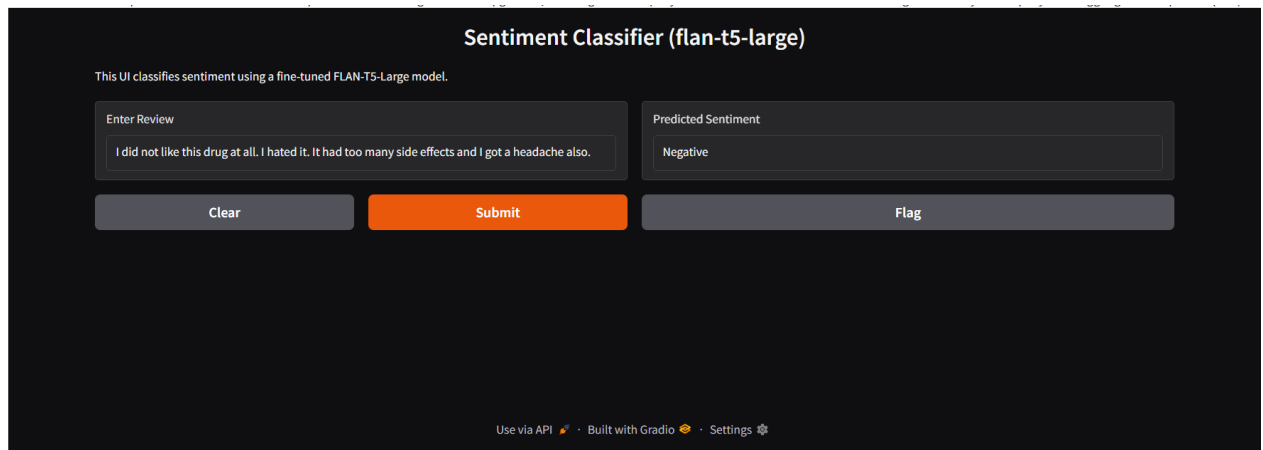 Sentiment Classifier (flan-t5-large)
This UI classifies sentiment using a fine-tuned FLAN-T5-Large model.
Enter Review
I did not like this drug at all. I hated it. It had too many side effects and I got a headache also.
Predicted Sentiment
Negative
Clear
Submit
Flag
Use via API · Built with Gradio · Settings